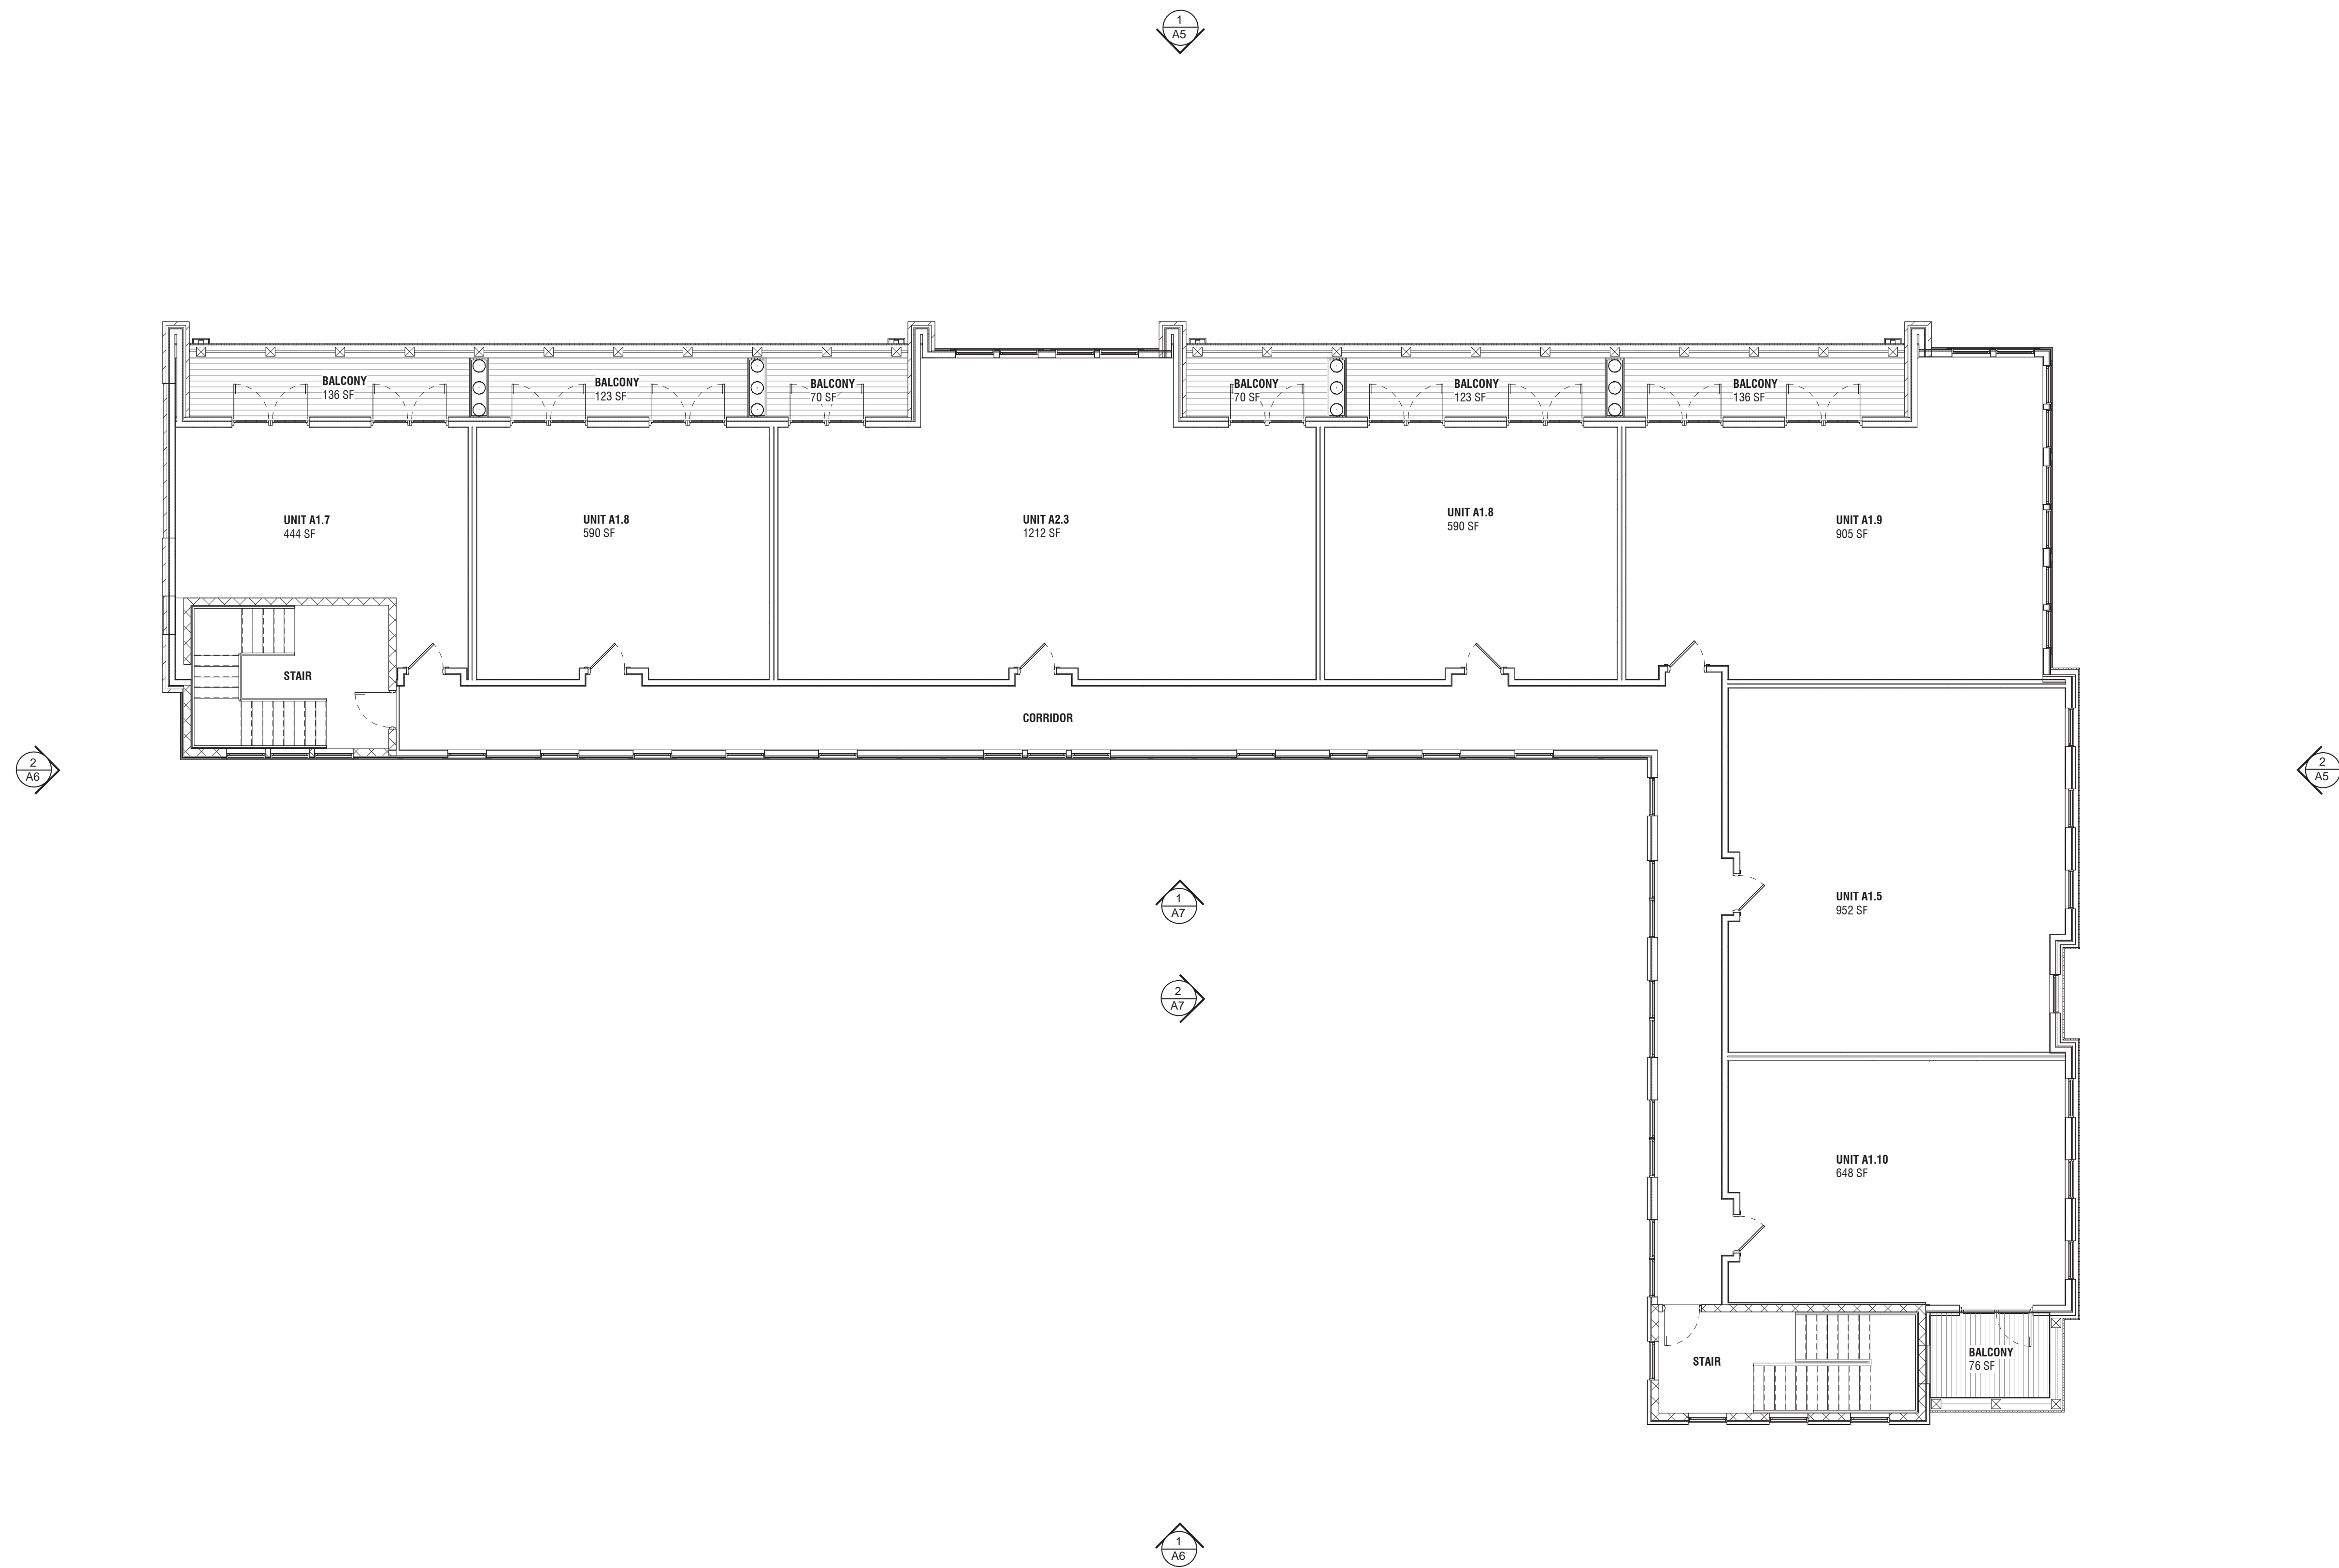 1
A5
BALCONY
136 SF
BALCONY
123 SF
BALCONY
70 SF
BALCONY
70 SF
BALCONY
123 SF
BALCONY
136 SF
UNIT A1.7
444 SF
UNIT A1.8
590 SF
UNIT A2.3
1212 SF
UNIT A1.8
590 SF
UNIT A1.9
905 SF
STAIR
CORRIDOR
2
A6
2
A5
1
A7
UNIT A1.5
952 SF
2
A7
UNIT A1.10
648 SF
STAIR
BALCONY
76 SF
1
A6